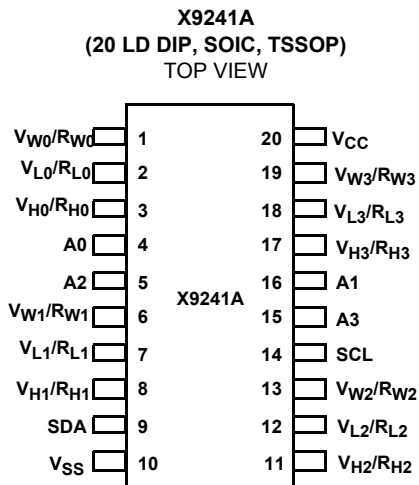 X9241A
(20 LD DIP, SOIC, TSSOP)
TOP VIEW
VW0/RW0 1 20 VCC
VL0/RL0 2 19 VW3/RW3
VH0/RH0 3 18 VL3/RL3
A0 4 17 VH3/RH3
A2 5 16 A1
X9241A
VW1/RW1 6 15 A3
VL1/RL1 7 14 SCL
VH1/RH1 8 13 VW2/RW2
SDA 9 12 VL2/RL2
VSS 10 11 VH2/RH2